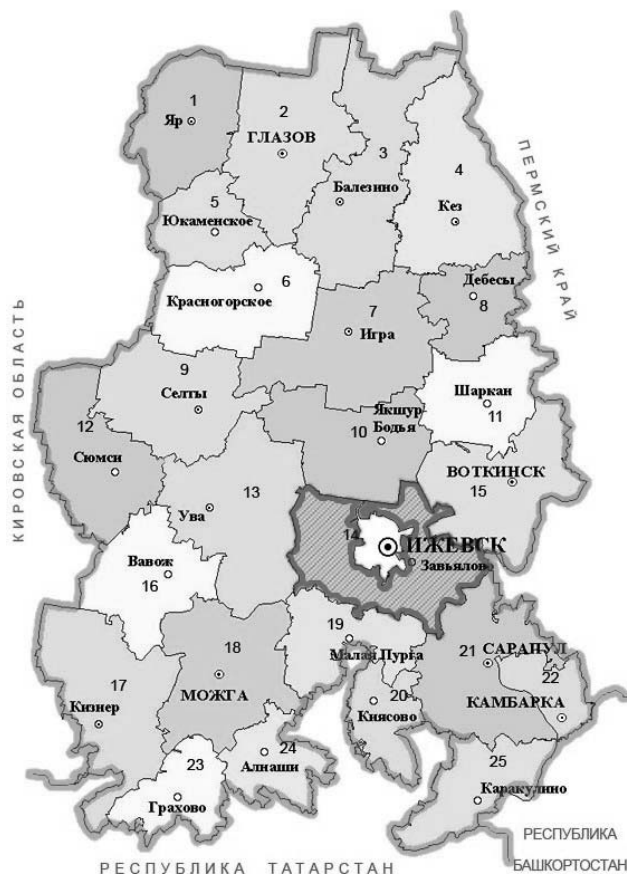 1
Яр
2
ГЛАЗОВ
3
Балезино
4
Кез
ПЕРМСКИЙ КРАЙ
5
Юкаменское
6
Красногорское
7
Игра
Дебесы
8
КИРОВСКАЯ ОБЛАСТЬ
9
Селты
Шаркан
11
12
Сюмси
10
Якшур
Бодья
13
Ува
ВОТКИНСК
15
14
ИЖЕВСК
Завьялово
Вавож
16
17
Кизнер
18
МОЖГА
19
Малая Пурга
20
Киясово
21
САРАПУЛ
22
КАМБАРКА
23
Грахово
24
Алнаши
25
Каракулино
РЕСПУБЛИКА ТАТАРСТАН
РЕСПУБЛИКА
БАШКОРТОСТАН